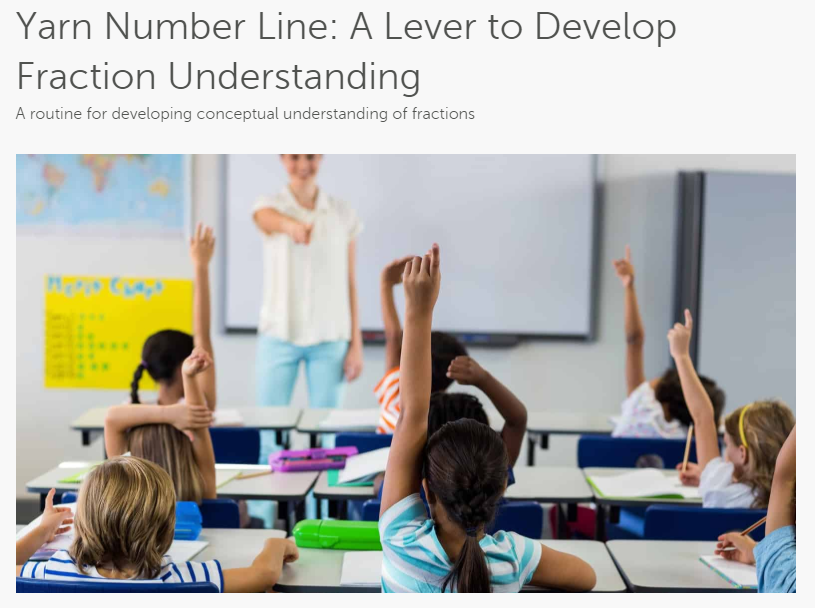 Yarn Number Line: A Lever to Develop
Fraction Understanding
A routine for developing conceptual understanding of fractions